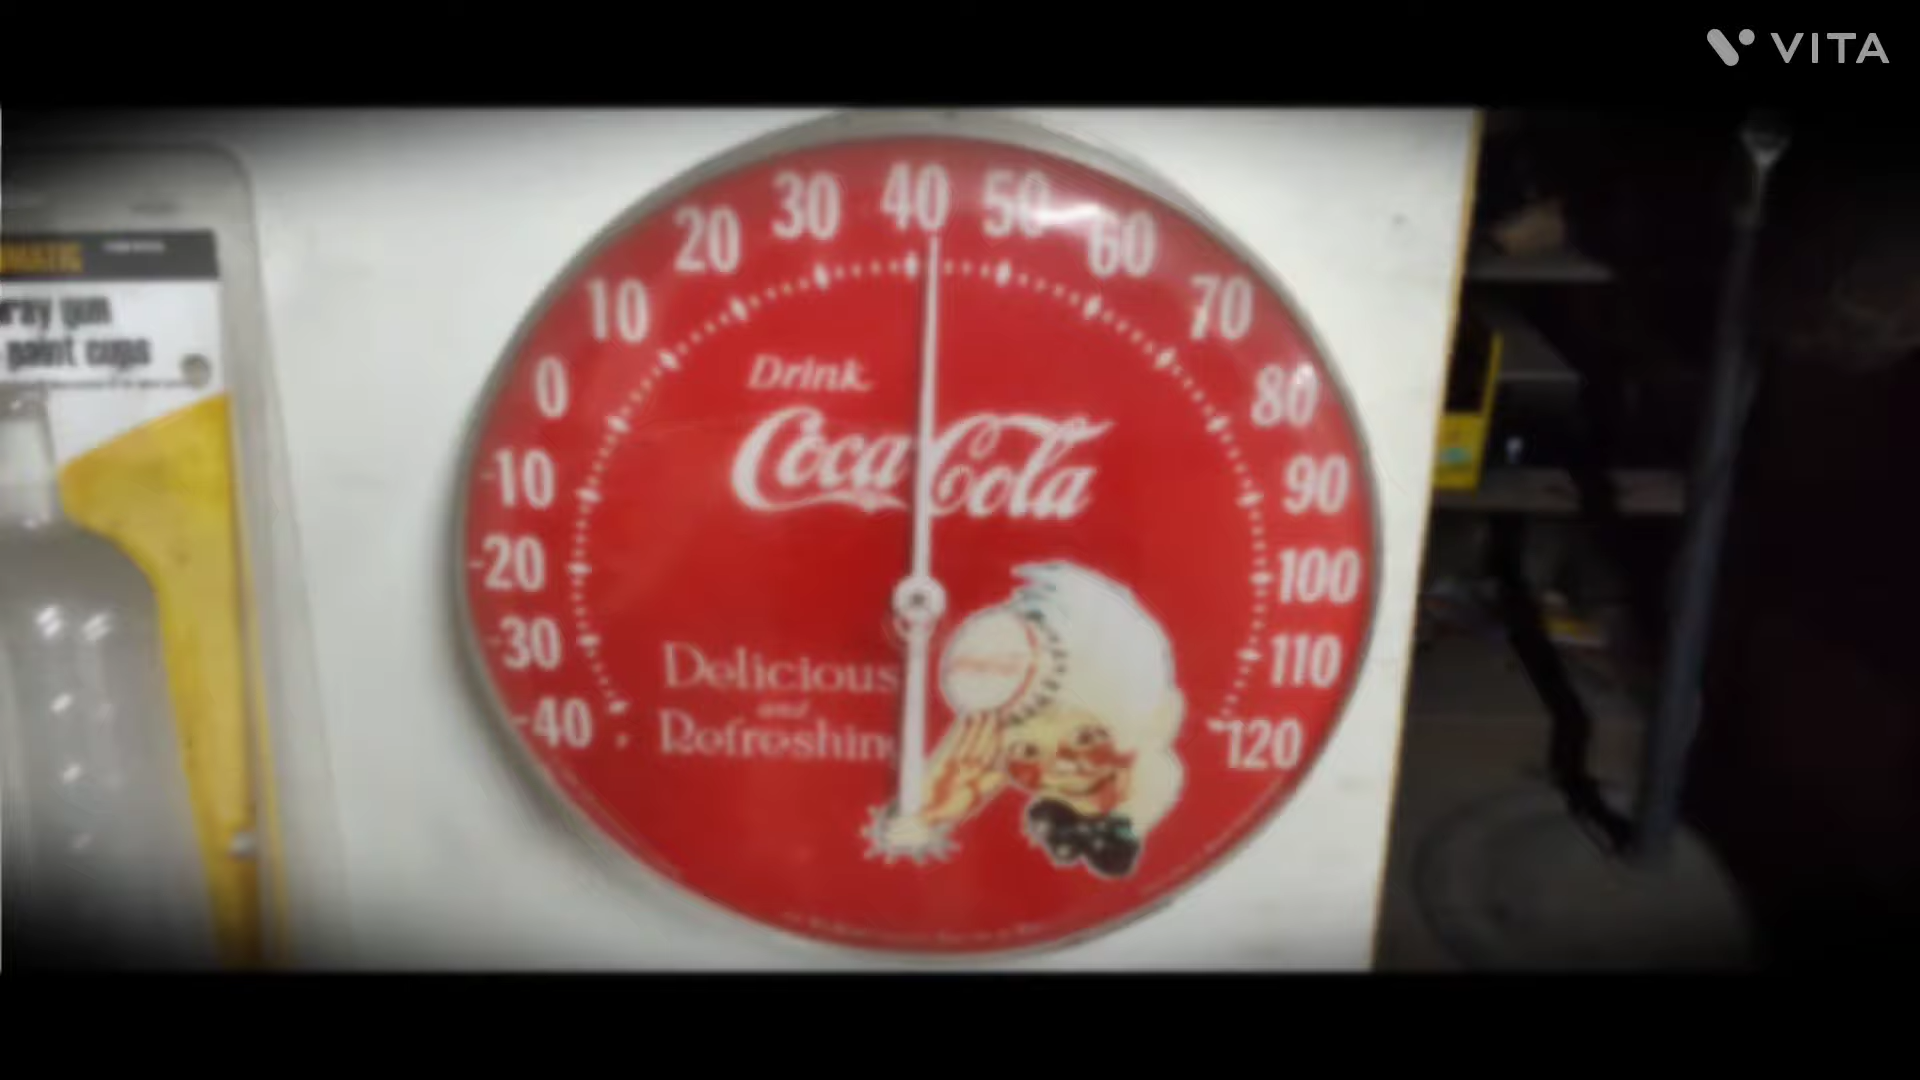 VITA
40
30
50
20
60
10
70
0
80
Drink
Coca-Cola
-10
90
-20
100
-30
110
Delicious
and
Refreshing
-40
120
MATIC
ray gun
paint cups